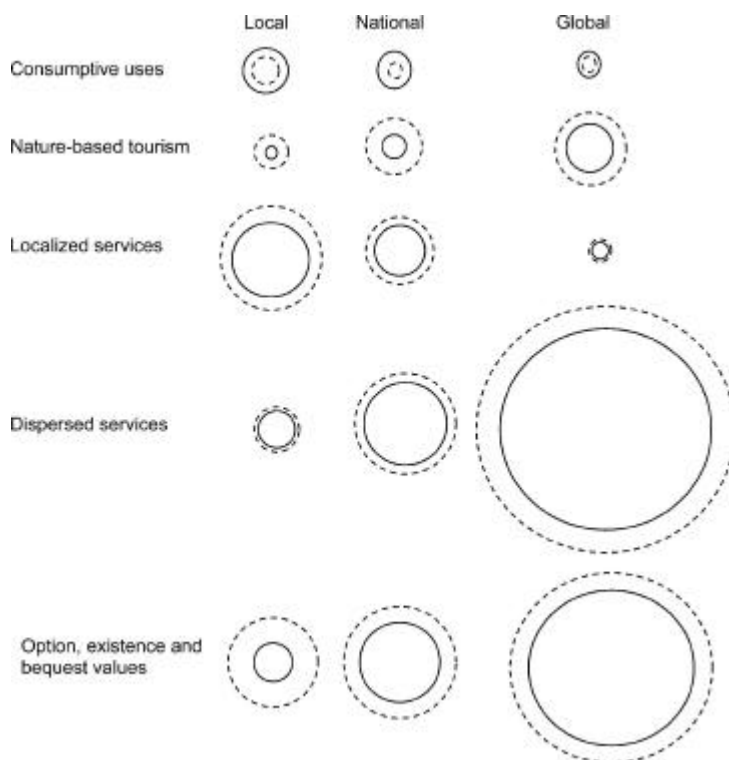 Local National Global
Consumptive uses
Nature-based tourism
Localized services
Dispersed services
Option, existence and
bequest values